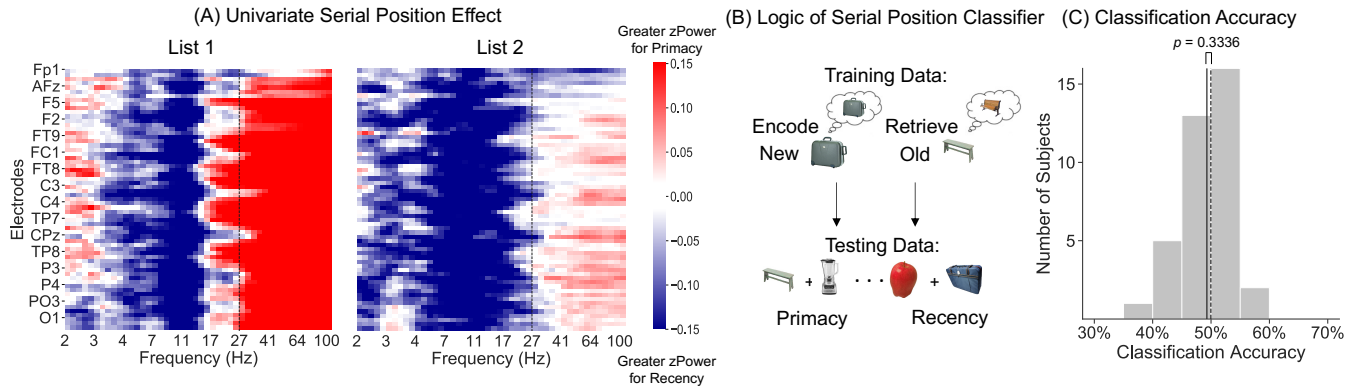 (A) Univariate Serial Position Effect
List 1
List 2
Greater zPower
for Primacy
Electrodes
Fp1
AFz
F5
F2
FT9
FC1
FT8
C3
C4
TP7
CPz
TP8
P3
P4
PO3
O1
2 3 4 7 11 17 27 41 64 100
Frequency (Hz)
2 3 4 7 11 17 27 41 64 100
Frequency (Hz)
0.15
0.10
0.05
0.00
−0.05
−0.10
−0.15
Greater zPower
for Recency
(B) Logic of Serial Position Classifier
Training Data:
Encode
New
Retrieve
Old
Testing Data:
+ · · · +
Primacy
Recency
(C) Classification Accuracy
p = 0.3336
Number of Subjects
15
10
5
30% 40% 50% 60% 70%
Classification Accuracy